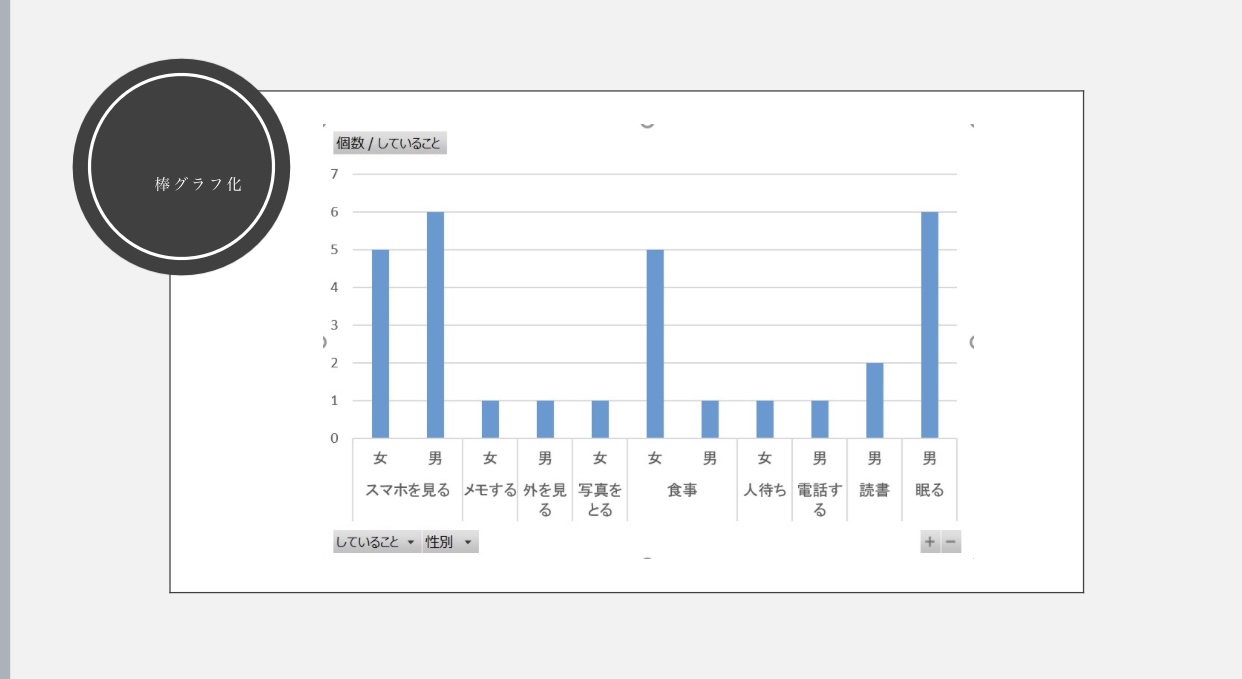 棒グラフ化
個数 / していること
7
6
5
4
3
2
1
0
女 男 女 男 女 女 男 女 男 男 男
スマホを見る メモする 外を見る 写真をとる 食事 人待ち 電話する 読書 眠る
していること 性別
+ −